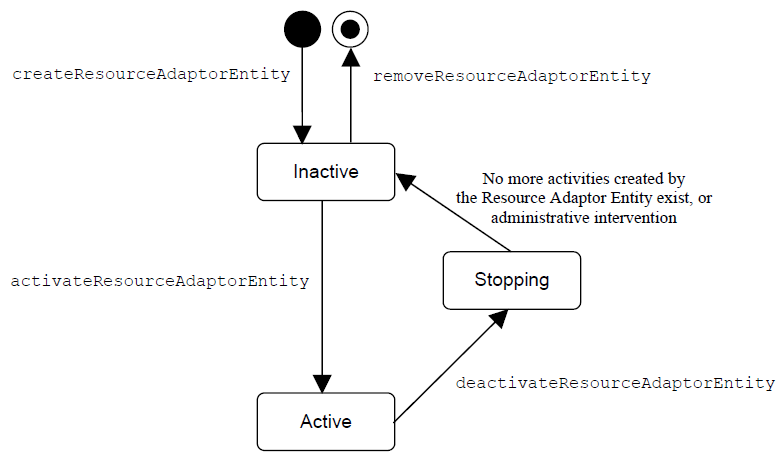 createResourceAdaptorEntity
removeResourceAdaptorEntity
Inactive
No more activities created by
the Resource Adaptor Entity exist, or
administrative intervention
activateResourceAdaptorEntity
Stopping
deactivateResourceAdaptorEntity
Active